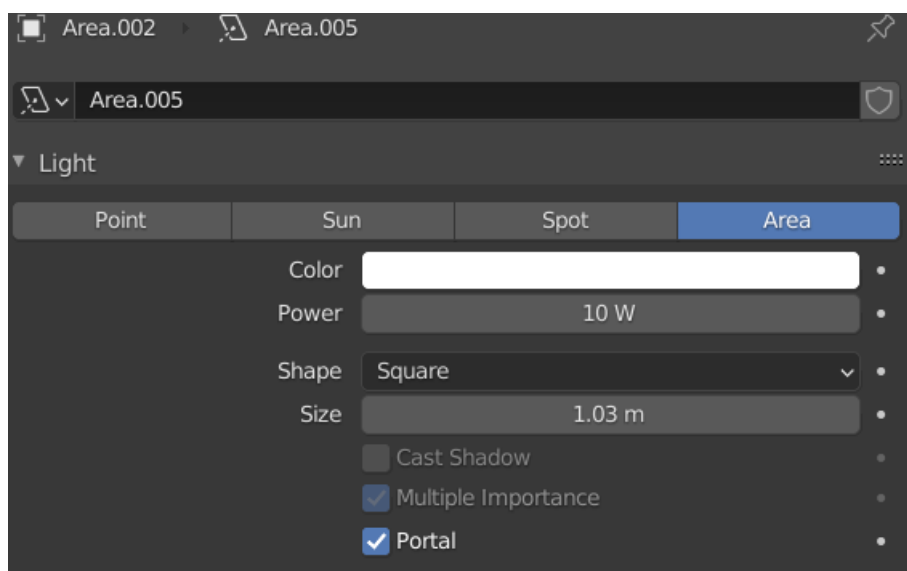 Area.002 Area.005
Area.005
Light
Point Sun Spot Area
Color
Power 10 W
Shape Square
Size 1.03 m
Cast Shadow
Multiple Importance
Portal